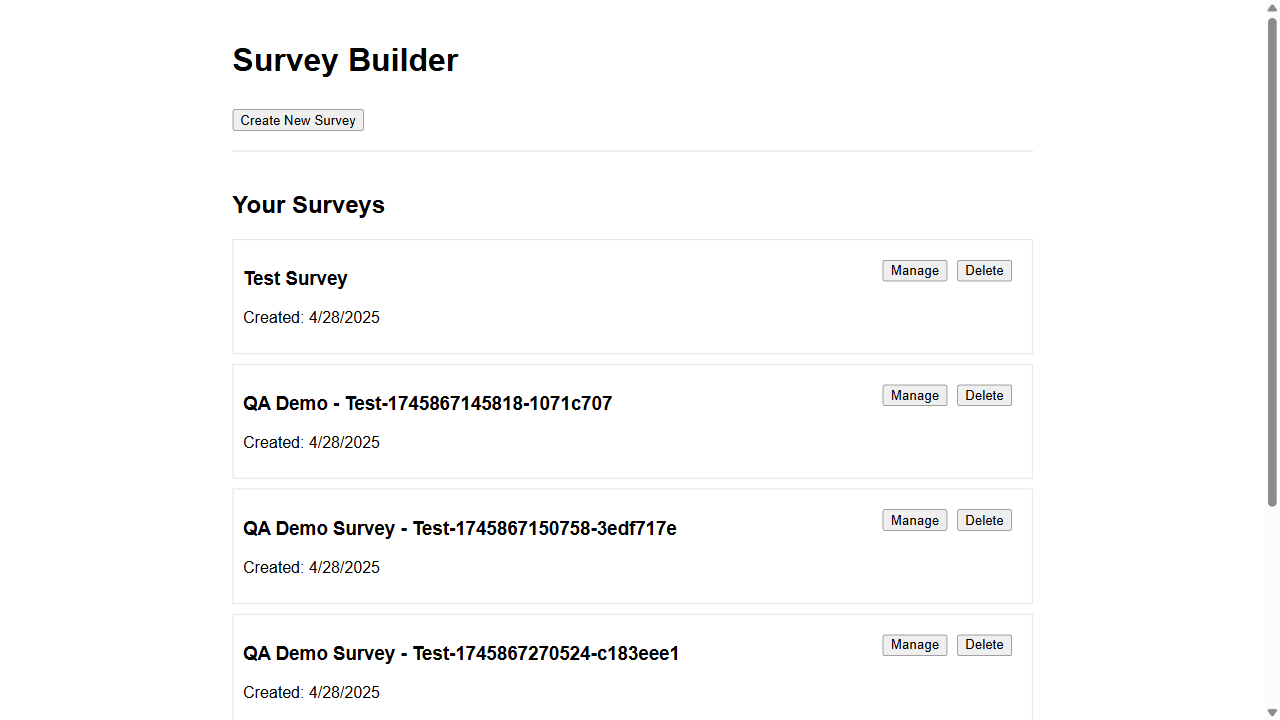 Survey Builder
Create New Survey
Your Surveys
Test Survey
Manage
Delete
Created: 4/28/2025
QA Demo - Test-1745867145818-1071c707
Manage
Delete
Created: 4/28/2025
QA Demo Survey - Test-1745867150758-3edf717e
Manage
Delete
Created: 4/28/2025
QA Demo Survey - Test-1745867270524-c183eee1
Manage
Delete
Created: 4/28/2025